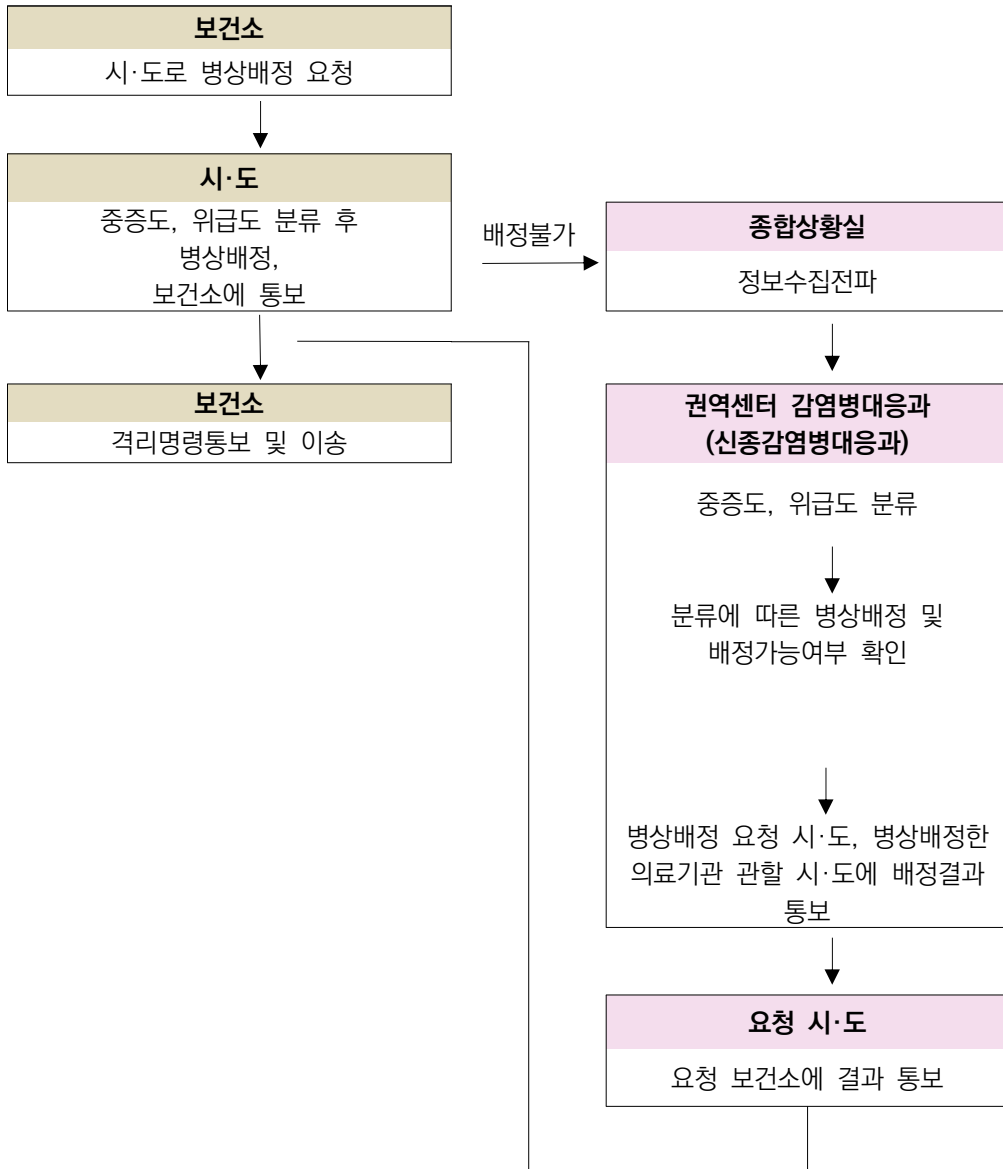 보건소
시·도로 병상배정 요청
시·도
중증도, 위급도 분류 후
병상배정,
보건소에 통보
보건소
격리명령통보 및 이송
배정불가
종합상황실
정보수집전파
권역센터 감염병대응과
(신종감염병대응과)
중증도, 위급도 분류
분류에 따른 병상배정 및
배정가능여부 확인
병상배정 요청 시·도, 병상배정한
의료기관 관할 시·도에 배정결과
통보
요청 시·도
요청 보건소에 결과 통보